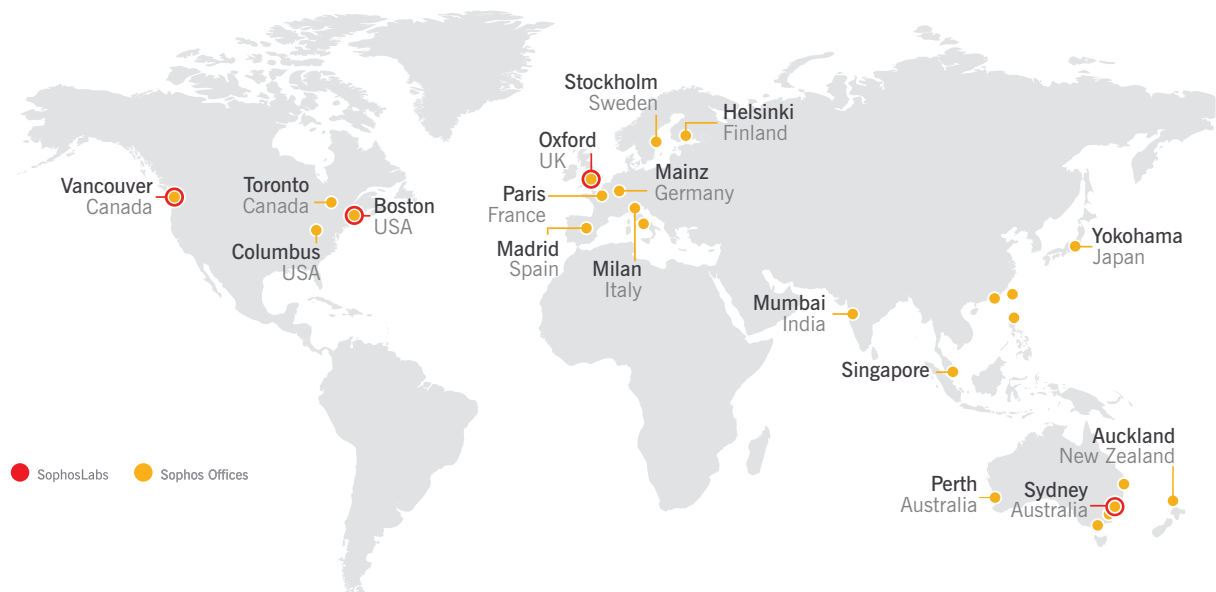 Stockholm
Sweden
Helsinki
Finland
Oxford
UK
Mainz
Germany
Paris
France
Vancouver
Canada
Toronto
Canada
Boston
USA
Columbus
USA
Madrid
Spain
Milan
Italy
Yokohama
Japan
Mumbai
India
Singapore
Auckland
New Zealand
Perth
Australia
Sydney
Australia
SophosLabs
Sophos Offices